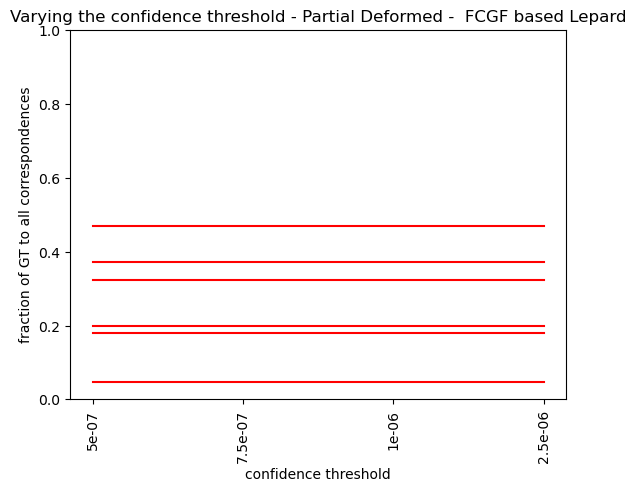 Varying the confidence threshold - Partial Deformed -  FCGF based Lepard
fraction of GT to all correspondences
1.0
0.8
0.6
0.4
0.2
0.0
5e-07
7.5e-07
1e-06
2.5e-06
confidence threshold